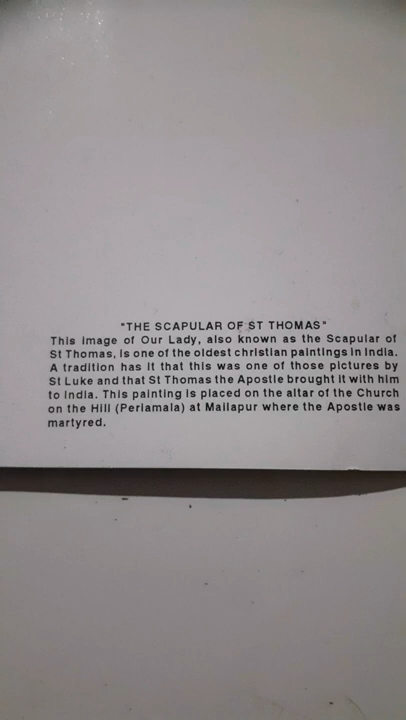 "THE SCAPULAR OF ST THOMAS"
This image of Our Lady, also known as the Scapular of
St Thomas, is one of the oldest christian paintings in India.
A tradition has it that this was one of those pictures by
St Luke and that St Thomas the Apostle brought it with him
to India. This painting is placed on the altar of the Church
on the Hill (Periamala) at Mailapur where the Apostle was
martyred.